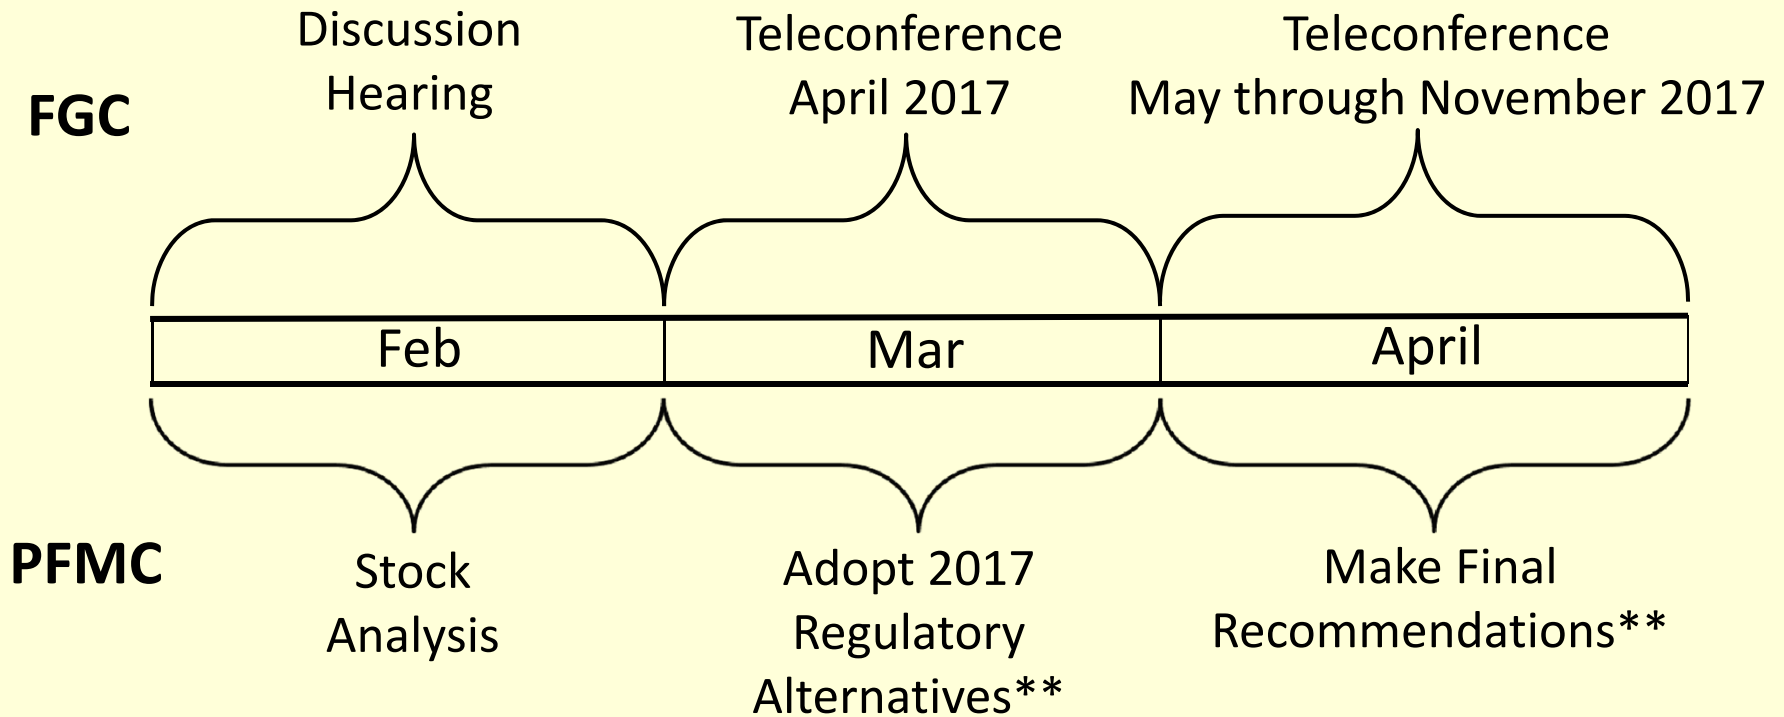 FGC
Discussion
Hearing
Teleconference
April 2017
Teleconference
May through November 2017
Feb
Mar
April
PFMC
Stock
Analysis
Adopt 2017
Regulatory
Alternatives**
Make Final
Recommendations**